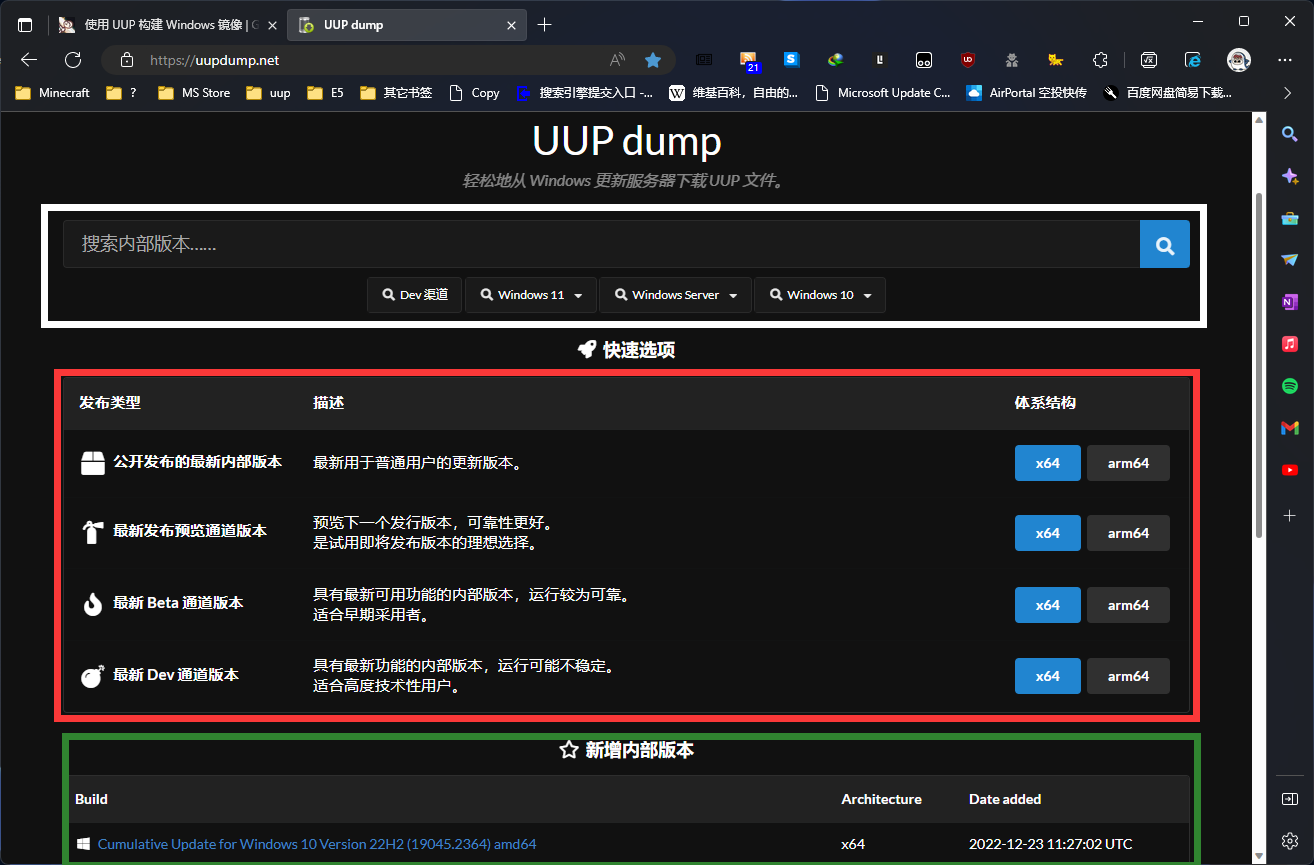 使用 UUP 构建 Windows 镜像 | G
UUP dump
https://uupdump.net
21
Minecraft
?
MS Store
uup
E5
其它书签
Copy
搜索引擎提交入口 -...
维基百科，自由的...
Microsoft Update C...
AirPortal 空投快传
百度网盘简易下载...
UUP dump
轻松地从 Windows 更新服务器下载 UUP 文件。
搜索内部版本……
Dev 渠道
Windows 11
Windows Server
Windows 10
快速选项
发布类型 描述 体系结构
公开发布的最新内部版本 最新用于普通用户的更新版本。 x64 arm64
最新发布预览通道版本
预览下一个发行版本，可靠性更好。
是试用即将发布版本的理想选择。
x64 arm64
最新 Beta 通道版本
具有最新可用功能的内部版本，运行较为可靠。
适合早期采用者。
x64 arm64
最新 Dev 通道版本
具有最新功能的内部版本，运行可能不稳定。
适合高度技术性用户。
x64 arm64
新增内部版本
Build Architecture Date added
Cumulative Update for Windows 10 Version 22H2 (19045.2364) amd64 x64 2022-12-23 11:27:02 UTC